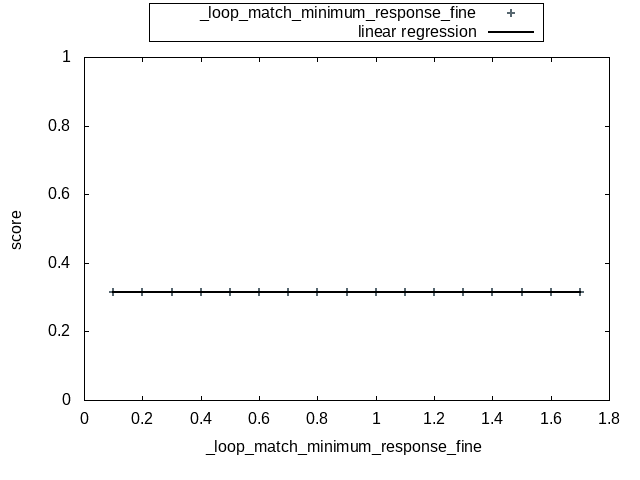 _loop_match_minimum_response_fine
linear regression
1
0.8
0.6
0.4
0.2
0
score
0 0.2 0.4 0.6 0.8 1 1.2 1.4 1.6 1.8
_loop_match_minimum_response_fine